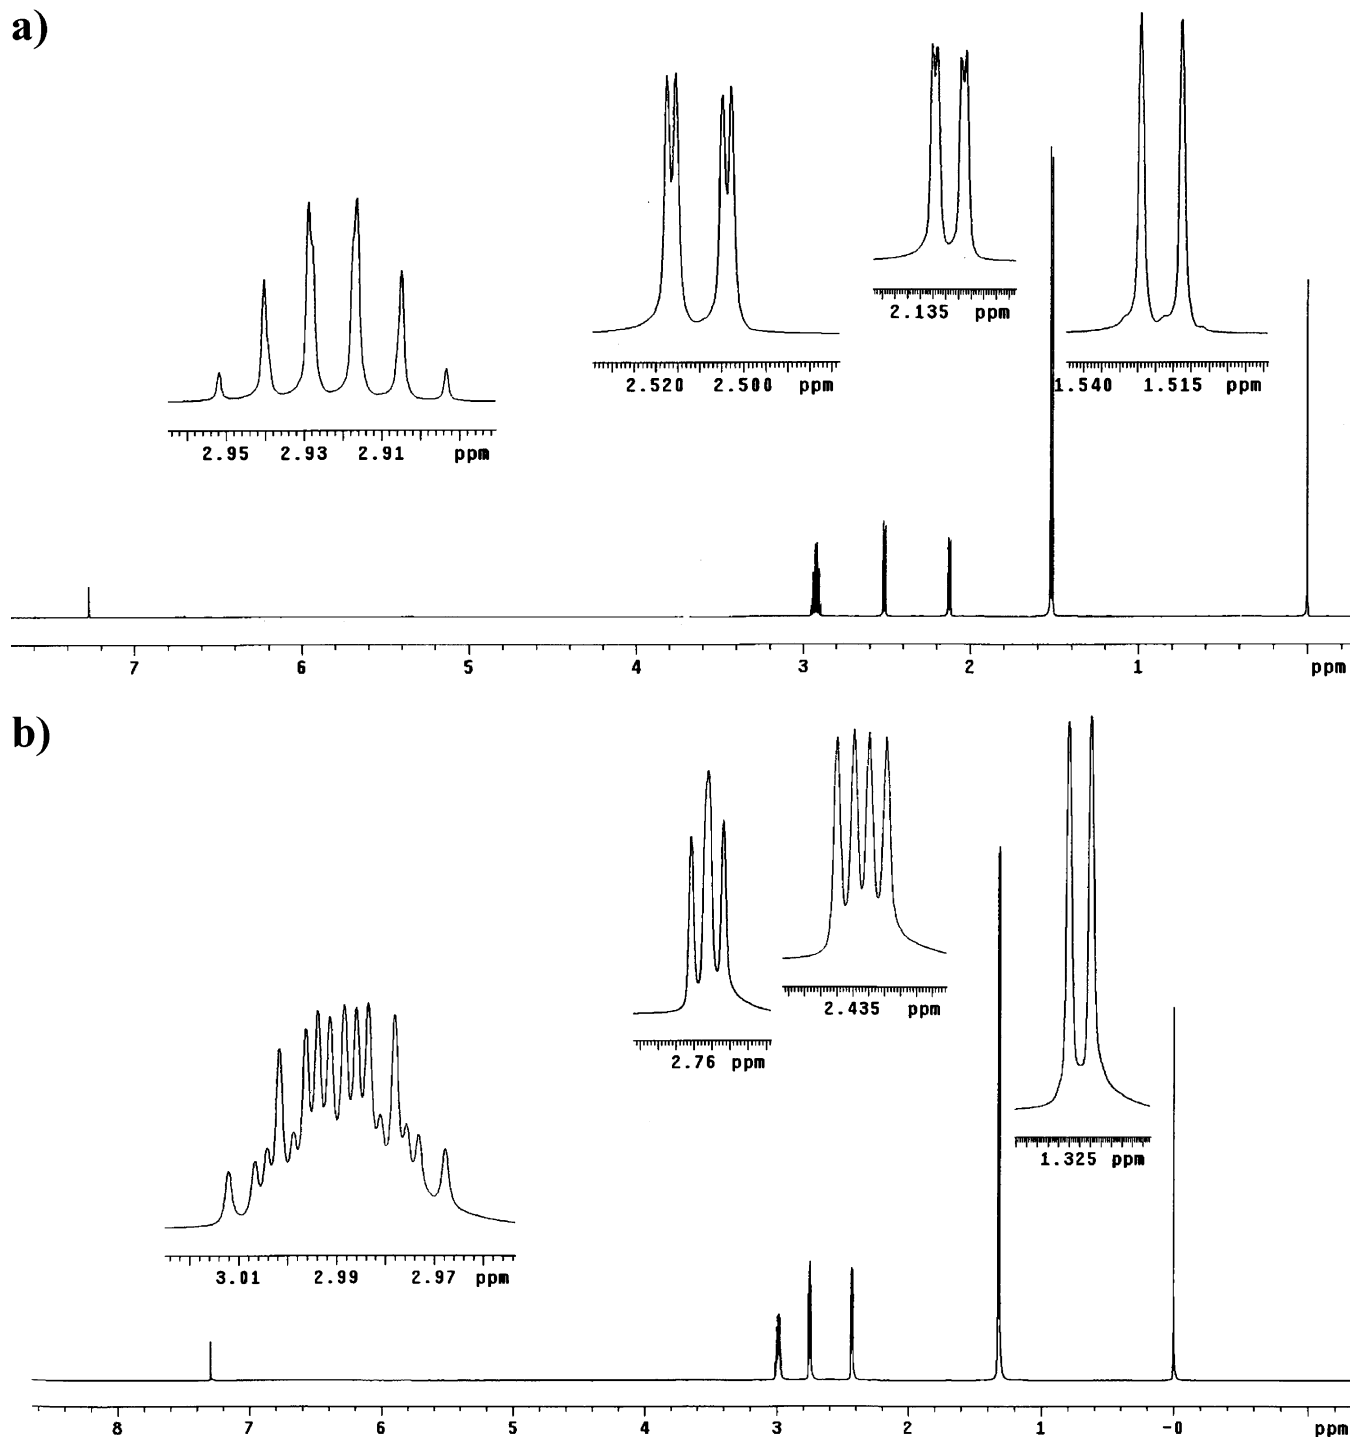 a)
2.135 ppm
2.520 2.500 ppm
1.540 1.515 ppm
2.95 2.93 2.91 ppm
7 6 5 4 3 2 1 ppm
b)
2.435 ppm
2.76 ppm
1.325 ppm
3.01 2.99 2.97 ppm
8 7 6 5 4 3 2 1 -0 ppm